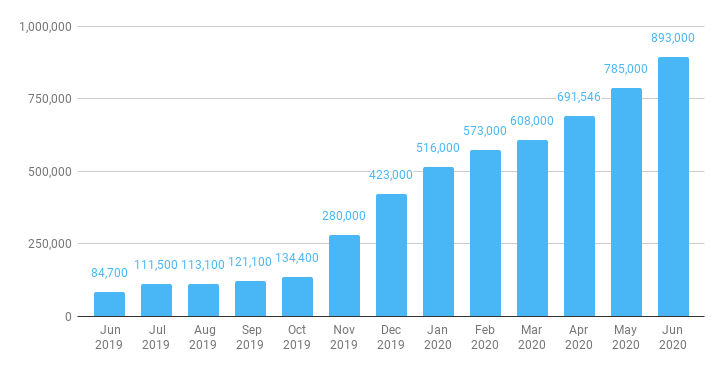 1,000,000
750,000
500,000
250,000
0
84,700
111,500
113,100
121,100
134,400
280,000
423,000
516,000
573,000
608,000
691,546
785,000
893,000
Jun
2019
Jul
2019
Aug
2019
Sep
2019
Oct
2019
Nov
2019
Dec
2019
Jan
2020
Feb
2020
Mar
2020
Apr
2020
May
2020
Jun
2020